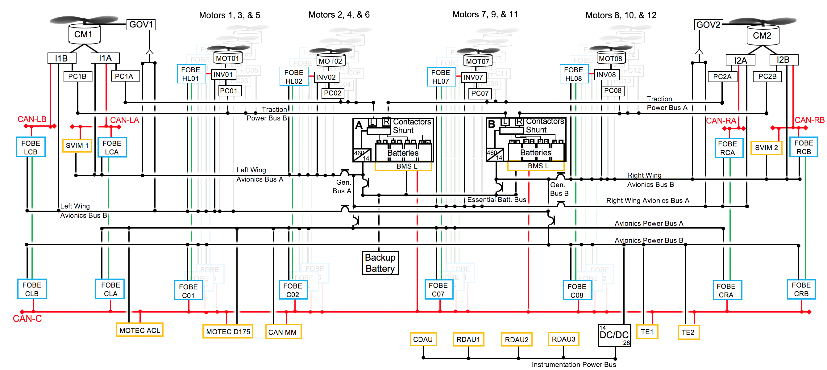 Motors 1, 3, & 5
Motors 2, 4, & 6
Motors 7, 9, & 11
Motors 8, 10, & 12
GOV1
GOV2
CM1
CM2
I1B
I1A
I2A
I2B
PC1B
PC1A
PC2A
PC2B
MOT01
MOT02
MOT07
MOT08
FOBE
HL01
INV01
PC01
FOBE
HL02
INV02
PC02
FOBE
HL07
INV07
PC07
FOBE
HL08
INV08
PC08
Traction
Power Bus B
Traction
Power Bus A
CAN-LB
CAN-LA
CAN-RA
CAN-RB
FOBE
LCB
SVIM 1
FOBE
LCA
A
L
R
Contactors
Shunt
Batteries
14
BMS L
B
L
R
Contactors
Shunt
Batteries
14
BMS L
FOBE
RCA
SVIM 2
FOBE
RCB
Left Wing
Avionics Bus A
Gen.
Bus A
Gen.
Bus B
Right Wing
Avionics Bus B
Left Wing
Avionics Bus B
Essential Batt. Bus
Right Wing Avionics Bus A
Avionics Power Bus A
Avionics Power Bus B
Backup
Battery
FOBE
CLB
FOBE
CLA
FOBE
C01
FOBE
C02
FOBE
C07
FOBE
C08
FOBE
CRA
FOBE
CRB
CAN-C
MOTEC ADL
MOTEC D175
CAN MM
CDAU
RDAU1
RDAU2
RDAU3
14
DC/DC
28
TE1
TE2
Instrumentation Power Bus